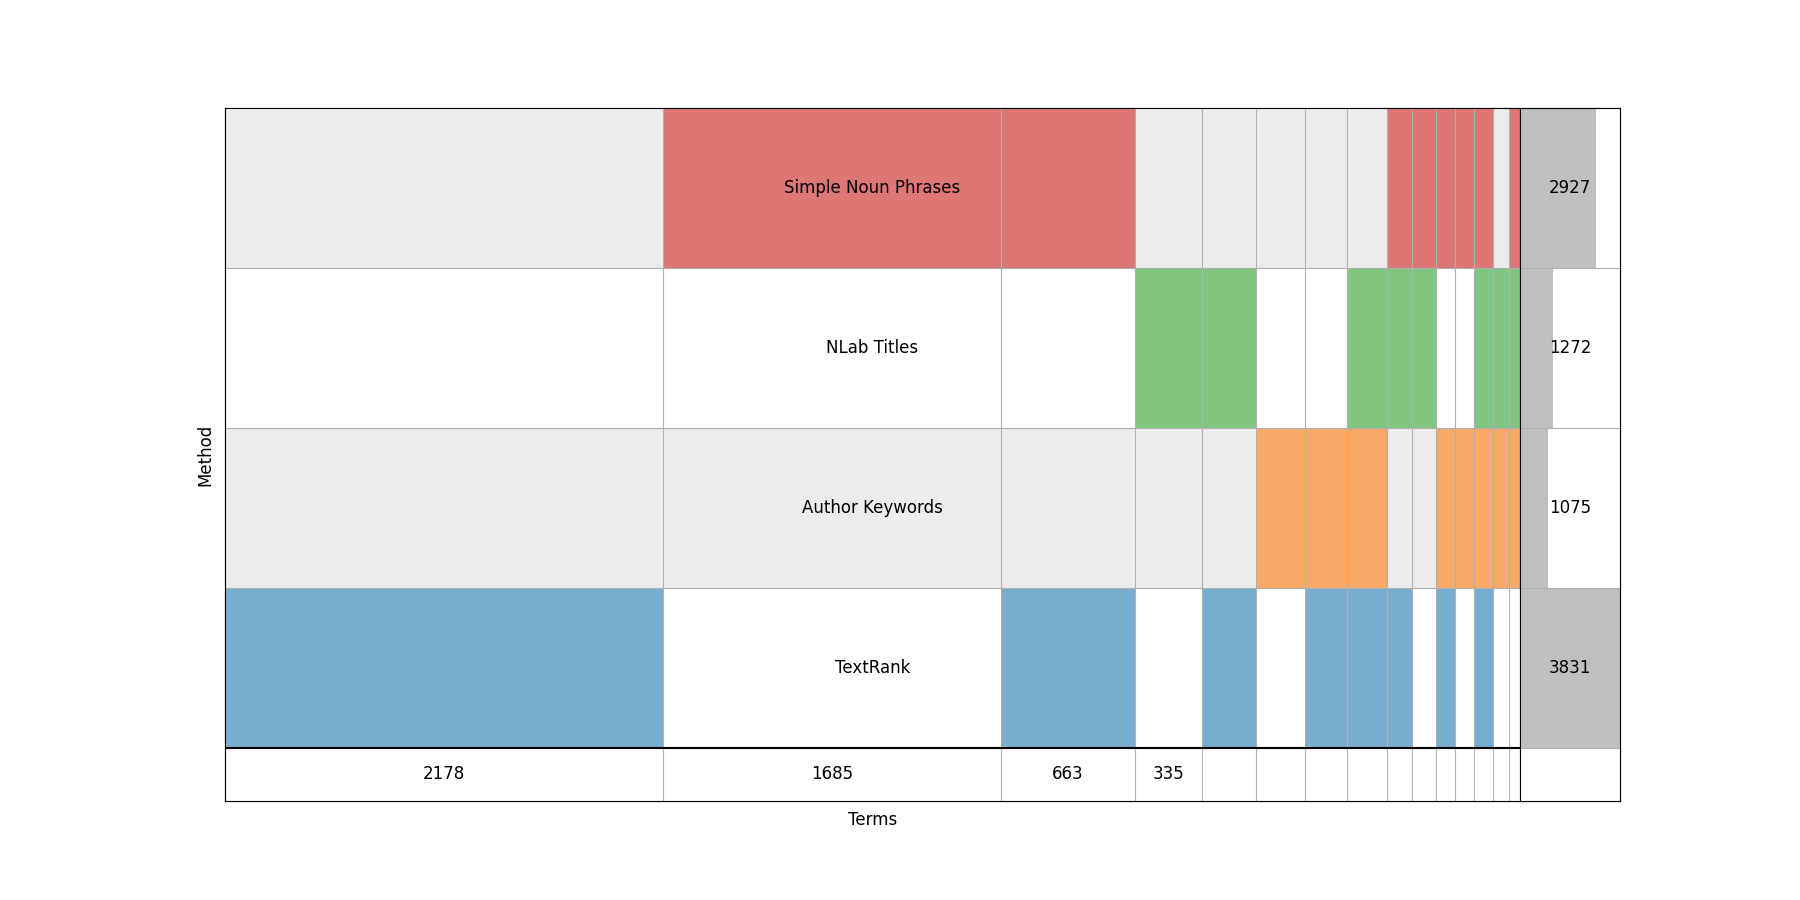 Simple Noun Phrases
2927
NLab Titles
1272
Method
Author Keywords
1075
TextRank
3831
2178
1685
663
335
Terms